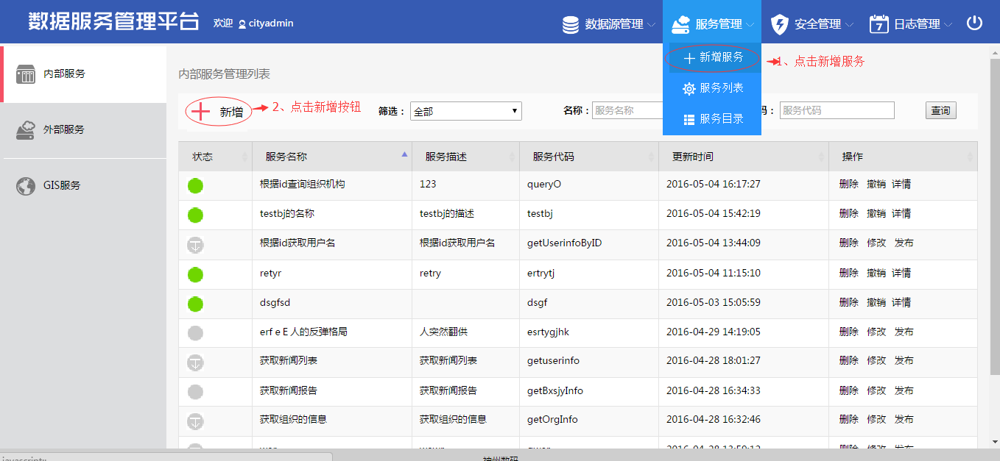 数据服务管理平台 欢迎 cityadmin 数据源管理 服务管理 安全管理 7 日志管理
新增服务 1、点击新增服务
服务列表
服务目录
内部服务
外部服务
GIS服务
内部服务管理列表
新增 2、点击新增按钮 筛选： 全部 名称： 服务名称 码： 服务代码 查询
状态 服务名称 服务描述 服务代码 更新时间 操作
根据id查询组织机构 123 queryO 2016-05-04 16:17:27 删除 撤销 详情
testbj的名称 testbj的描述 testbj 2016-05-04 15:42:19 删除 撤销 详情
根据id获取用户名 根据id获取用户名 getUserinfoByID 2016-05-04 13:44:09 删除 修改 发布
retyr retry ertrytj 2016-05-04 11:15:10 删除 撤销 详情
dsgfsd dsgf 2016-05-03 15:05:59 删除 撤销 详情
erf e E 人的反弹格局 人突然翻供 esrtygjhk 2016-04-29 14:19:05 删除 修改 发布
获取新闻列表 获取新闻列表 getuserinfo 2016-04-28 18:01:27 删除 修改 发布
获取新闻报告 获取新闻报告 getBxsjyInfo 2016-04-28 16:34:33 删除 修改 发布
获取组织的信息 获取组织的信息 getOrgInfo 2016-04-28 16:32:46 删除 修改 发布
2016-04-28 13:59:12 删除 修改 发布
神州数码